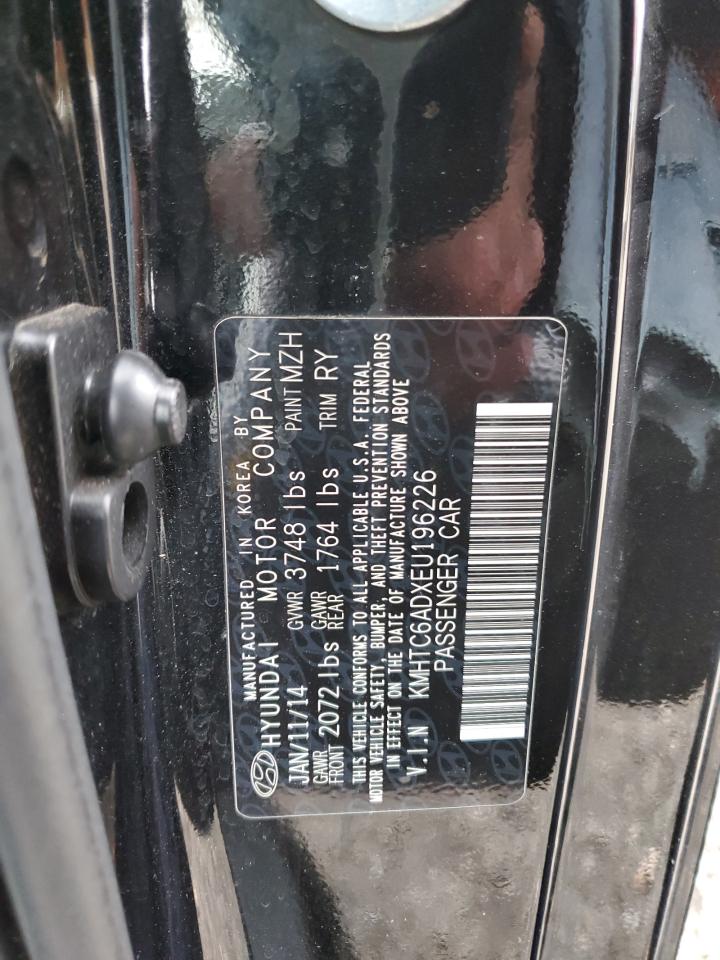 MANUFACTURED IN KOREA BY
HYUNDAI MOTOR COMPANY
JAN/11/14 GVWR 3748 lbs PAINT MZH
GAWR FRONT 2072 lbs GAWR REAR 1764 lbs TRIM RY
THIS VEHICLE CONFORMS TO ALL APPLICABLE U.S.A. FEDERAL
MOTOR VEHICLE SAFETY, BUMPER, AND THEFT PREVENTION STANDARDS
IN EFFECT ON THE DATE OF MANUFACTURE SHOWN ABOVE
V.I.N KMHTC6ADXEU196226
PASSENGER CAR